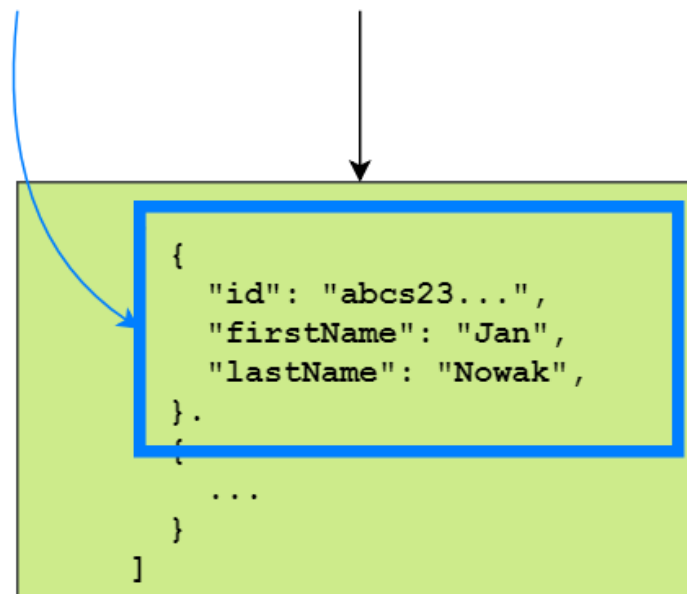 {
"id": "abcs23...",
"firstName": "Jan",
"lastName": "Nowak",
}.
{
...
}
]